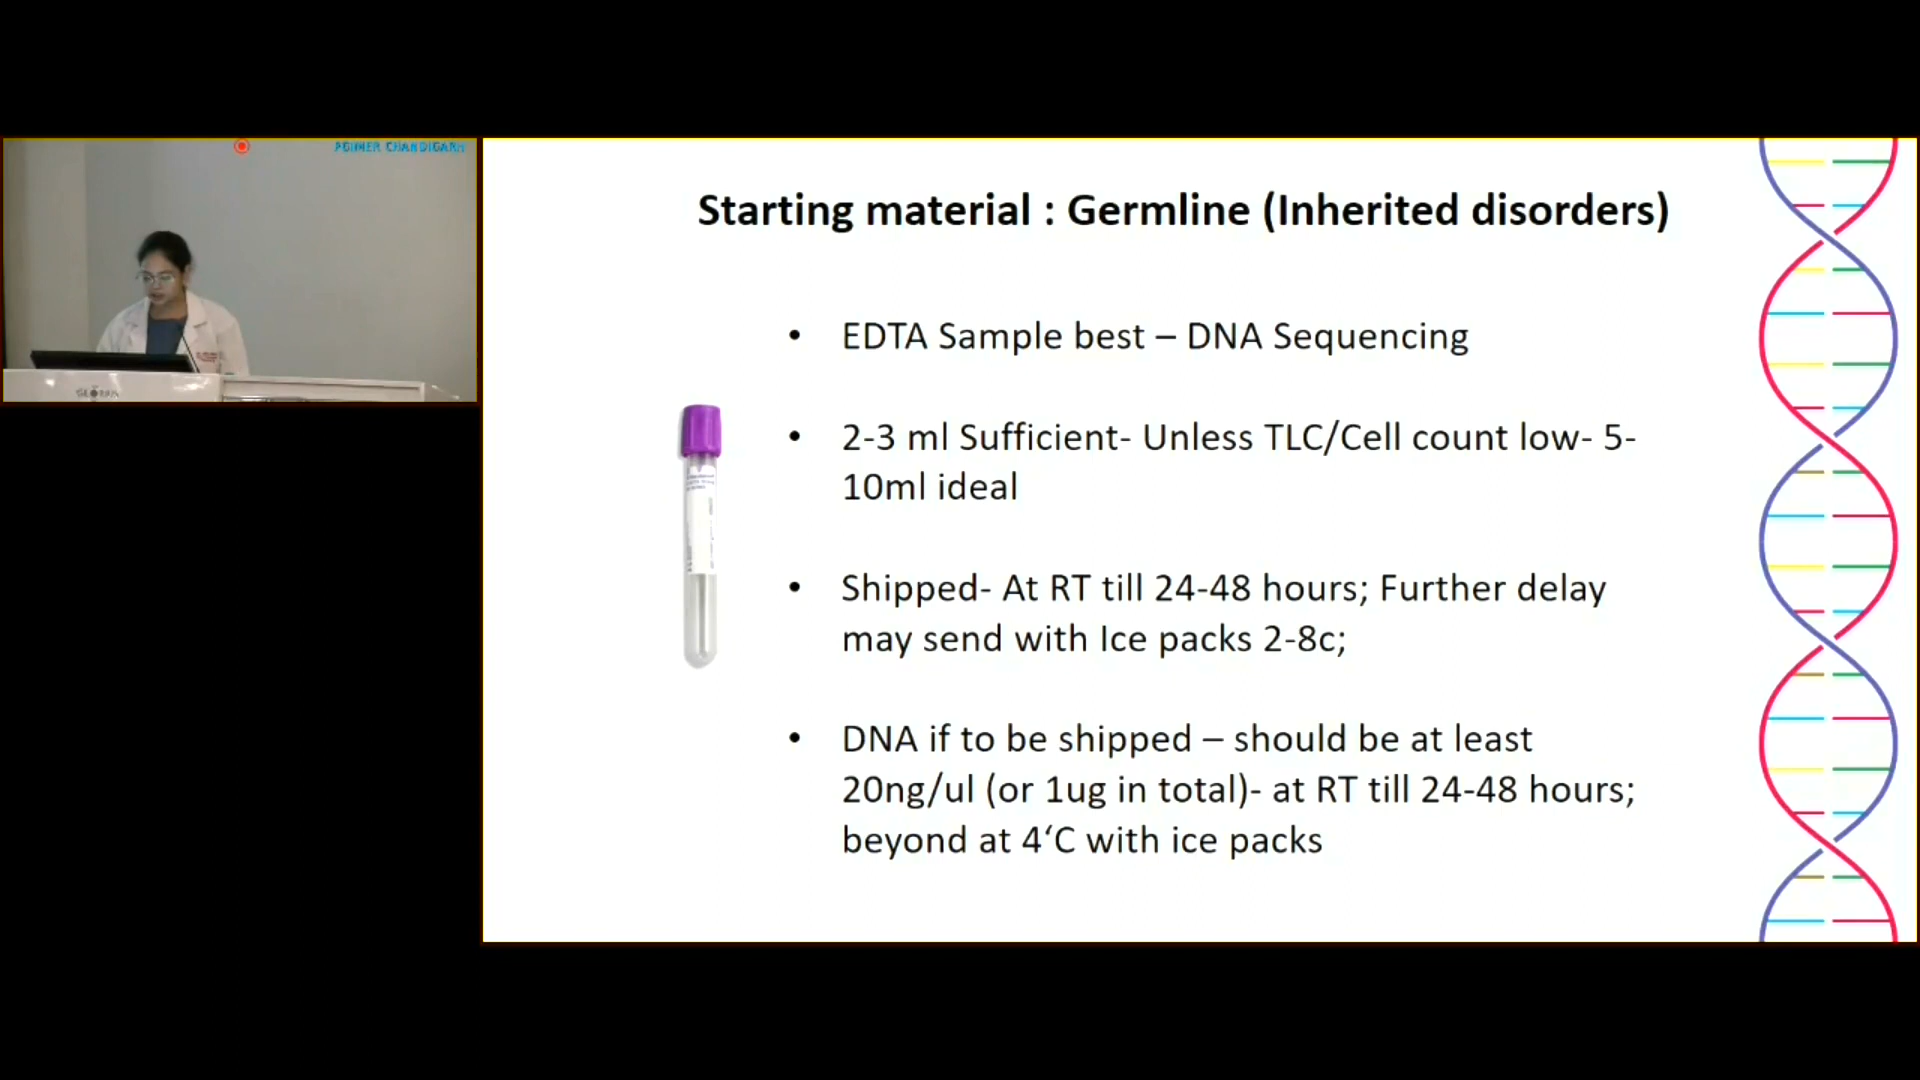 PGIMER CHANDIGARH
Starting material : Germline (Inherited disorders)
• EDTA Sample best – DNA Sequencing
• 2-3 ml Sufficient- Unless TLC/Cell count low- 5-
10ml ideal
• Shipped- At RT till 24-48 hours; Further delay
may send with Ice packs 2-8c;
• DNA if to be shipped – should be at least
20ng/ul (or 1ug in total)- at RT till 24-48 hours;
beyond at 4‘C with ice packs